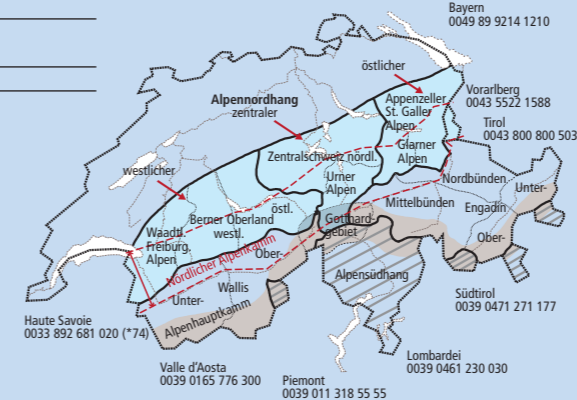 Bayern
0049 89 9214 1210
östlicher
Alpennordhang
zentraler
Appenzeller
St. Galler
Alpen
Vorarlberg
0043 5522 1588
Tirol
0043 800 800 503
westlicher
Zentralschweiz nördl.
Glarner
Alpen
Urner
Alpen
Nordbünden
Unter-
Mittelbünden
Engadin
Berner Oberland
östl.
westl.
Gotthard-
gebiet
Ober-
Waadtl.
Freiburg.
Alpen
Nördlicher Alpenkamm
Ober-
Alpensüdhang
Wallis
Unter-
Alpenhauptkamm
Südtirol
0039 0471 271 177
Haute Savoie
0033 892 681 020 (*74)
Lombardei
0039 0461 230 030
Valle d'Aosta
0039 0165 776 300
Piemont
0039 011 318 55 55